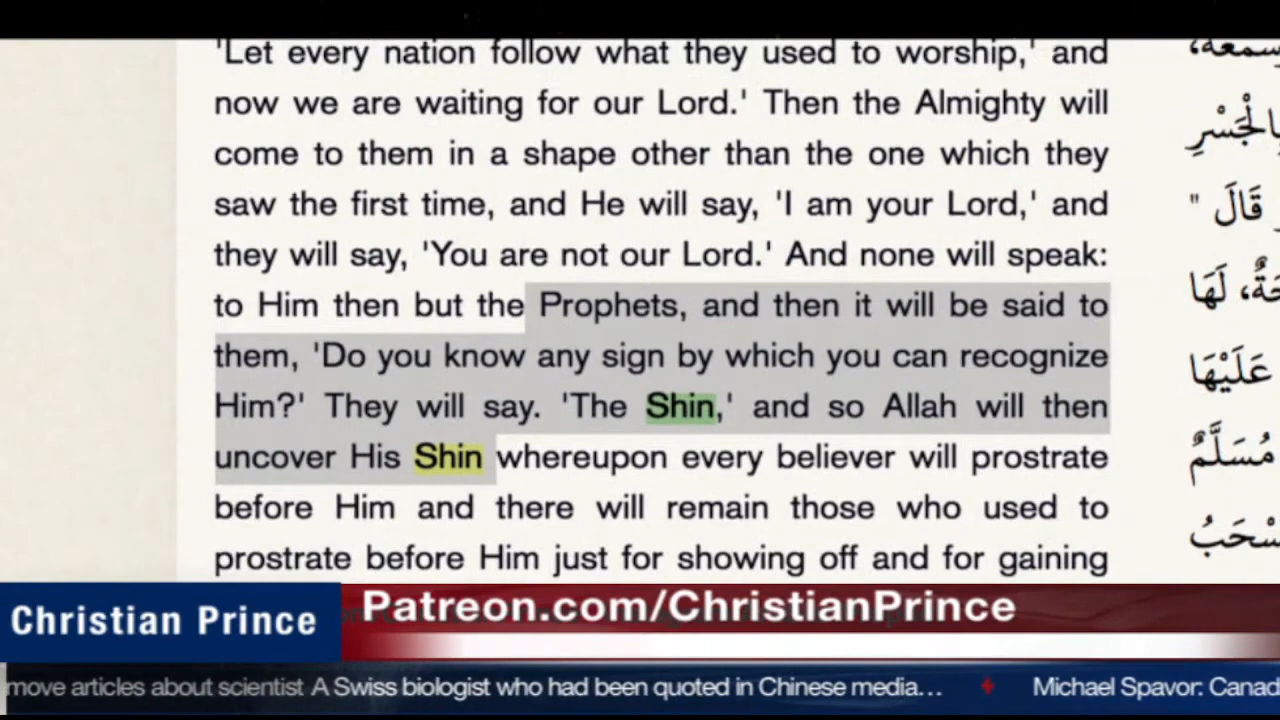 'Let every nation follow what they used to worship,' and
now we are waiting for our Lord.' Then the Almighty will
come to them in a shape other than the one which they
saw the first time, and He will say, 'I am your Lord,' and
they will say, 'You are not our Lord.' And none will speak:
to Him then but the Prophets, and then it will be said to
them, 'Do you know any sign by which you can recognize
Him?' They will say. 'The Shin,' and so Allah will then
uncover His Shin whereupon every believer will prostrate
before Him and there will remain those who used to
prostrate before Him just for showing off and for gaining
قَالَ "
لَهَا
عَلَيْهَا
مُسَلَّمٌ
Christian Prince
Patreon.com/ChristianPrince
move articles about scientist A Swiss biologist who had been quoted in Chinese media... Michael Spavor: Canad